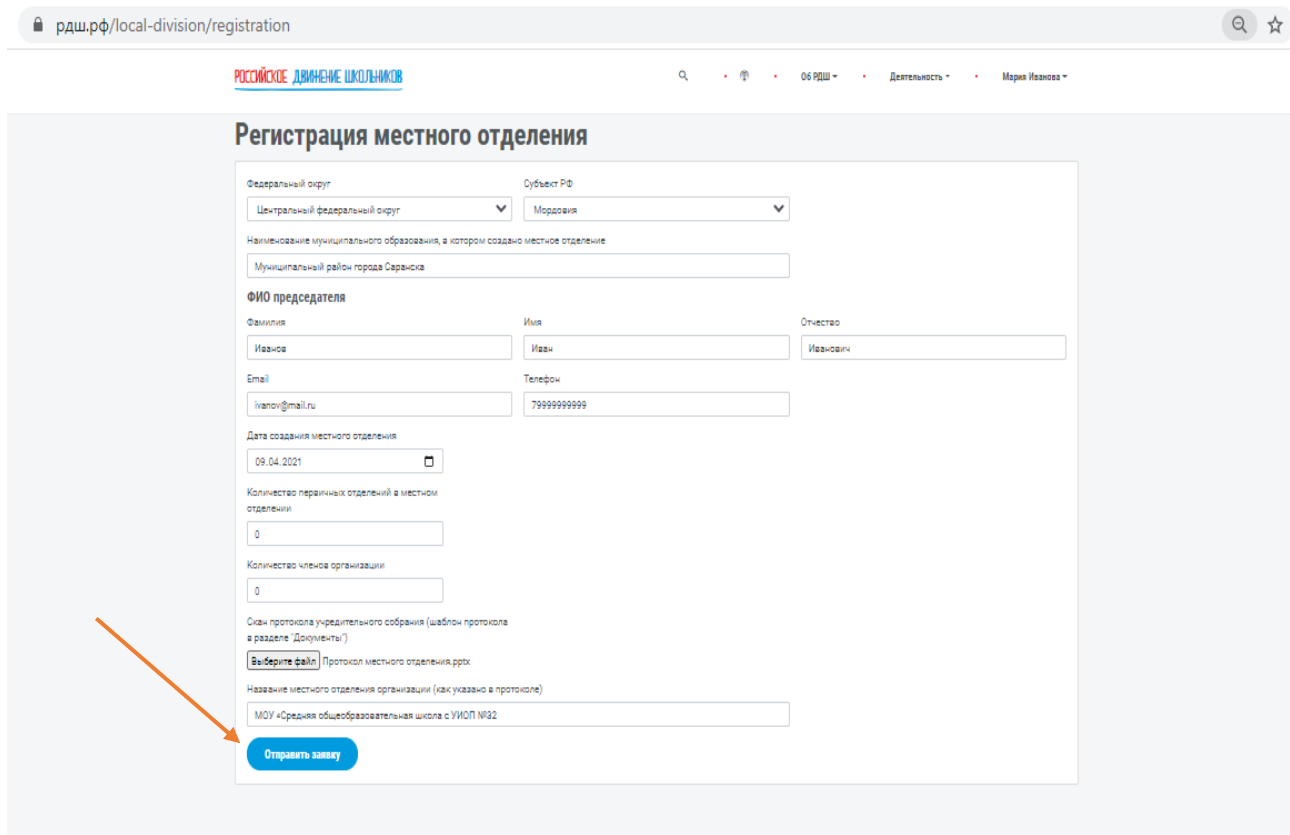 рдш.рф/local-division/registration
РОССИЙСКОЕ ДВИЖЕНИЕ ШКОЛЬНИКОВ
Об РДШ
Деятельность
Мария Иванова
Регистрация местного отделения
Федеральный округ Субъект РФ
Центральный федеральный округ Мордовия
Наименование муниципального образования, в котором создано местное отделение
Муниципальный район города Саранска
ФИО председателя
Фамилия Имя Отчество
Иванов Иван Иванович
Email Телефон
ivanov@mail.ru 79999999999
Дата создания местного отделения
09.04.2021
Количество первичных отделений в местном
отделении
0
Количество членов организации
0
Скан протокола учредительного собрания (шаблон протокола
в разделе "Документы")
Выберите файл Протокол местного отделения.pptx
Название местного отделения организации (как указано в протоколе)
МОУ «Средняя общеобразовательная школа с УИОП №32
Отправить заявку